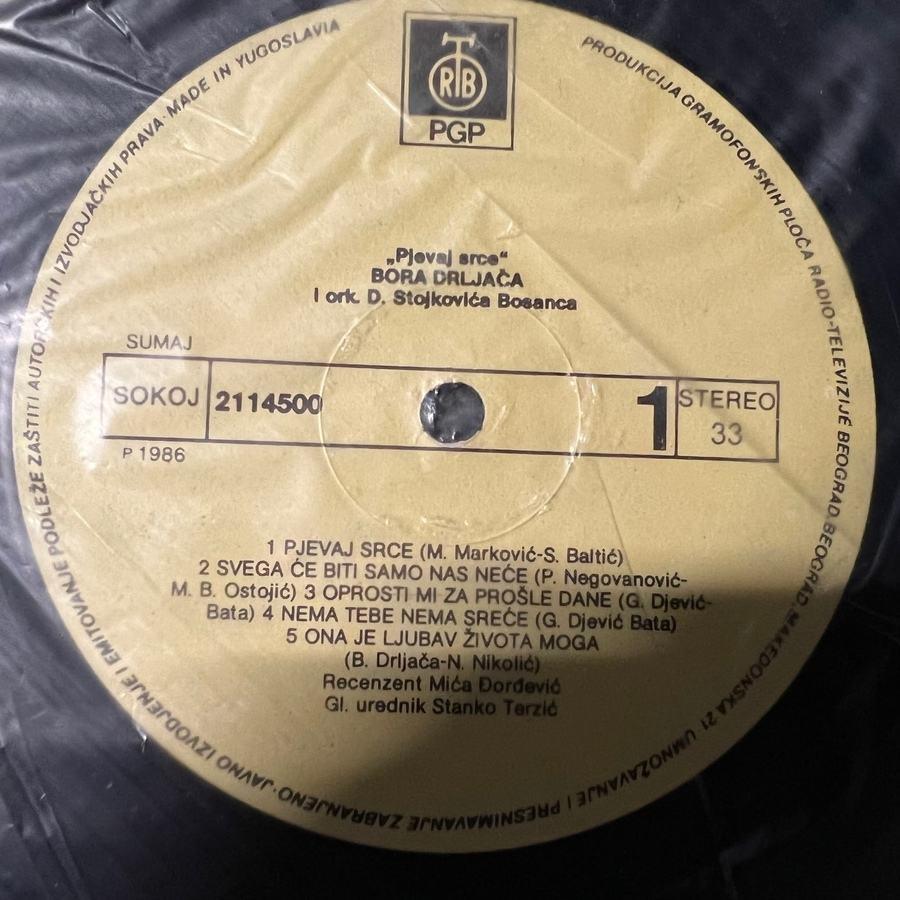 PRODUKCIJA GRAMOFONSKIH PLOČA RADIO-TELEVIZIJE BEOGRAD, BEOGRAD, MAKEDONSKA 21 UMNOŽAVANJE I PRESNIMAVANJE ZABRANJENO · JAVNO IZVODJENJE I EMITOVANJE PODLEŽE ZAŠTITI AUTORSKIH I IZVODJAČKIH PRAVA · MADE IN YUGOSLAVIA
RTB
PGP
„Pjevaj srce“
BORA DRLJAČA
I ork. D. Stojkovića Bosanca
SUMAJ
SOKOJ 2114500 1 STEREO
33
P 1986
1 PJEVAJ SRCE (M. Marković-S. Baltić)
2 SVEGA ĆE BITI SAMO NAS NEĆE (P. Negovanović-
M. B. Ostojić) 3 OPROSTI MI ZA PROŠLE DANE (G. Djević-
Bata) 4 NEMA TEBE NEMA SREĆE (G. Djević Bata)
5 ONA JE LJUBAV ŽIVOTA MOGA
(B. Drljača-N. Nikolić)
Recenzent Mića Đorđević
Gl. urednik Stanko Terzić